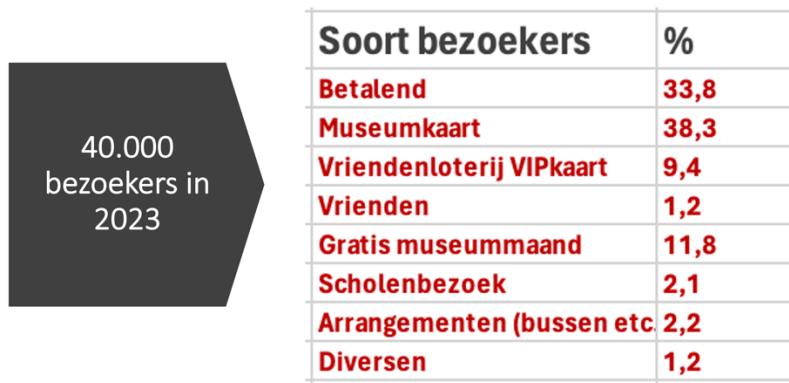 40.000
bezoekers in
2023
Soort bezoekers %
Betalend 33,8
Museumkaart 38,3
Vriendenloterij VIPkaart 9,4
Vrienden 1,2
Gratis museummaand 11,8
Scholenbezoek 2,1
Arrangementen (bussen etc. 2,2
Diversen 1,2